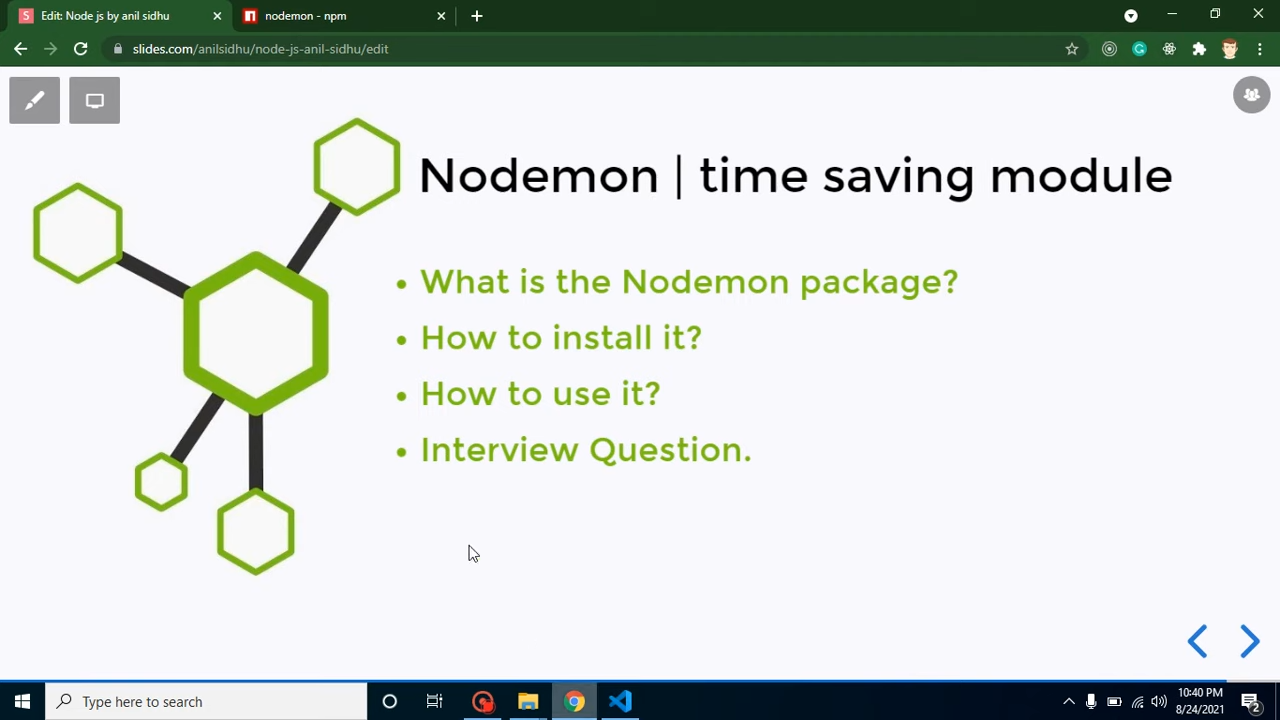 Edit: Node js by anil sidhu
nodemon - npm
slides.com/anilsidhu/node-js-anil-sidhu/edit
Nodemon | time saving module
• What is the Nodemon package?
• How to install it?
• How to use it?
• Interview Question.
Type here to search
10:40 PM
8/24/2021
2